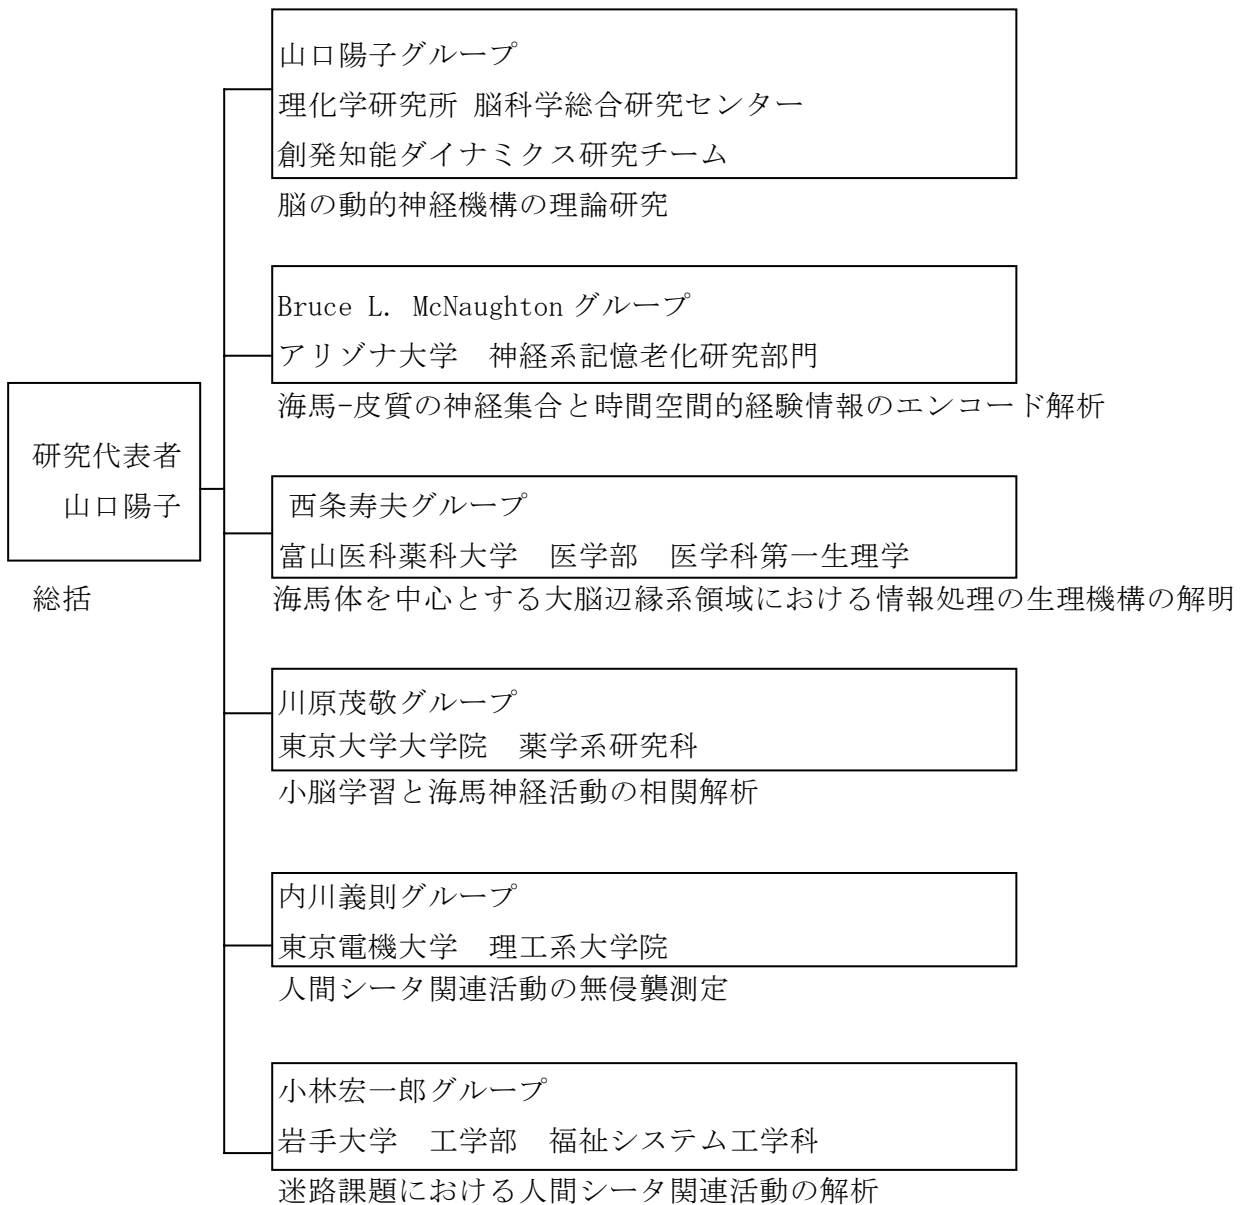 山口陽子グループ
理化学研究所 脳科学総合研究センター
創発知能ダイナミクス研究チーム
脳の動的神経機構の理論研究
Bruce L. McNaughton グループ
アリゾナ大学　神経系記憶老化研究部門
海馬-皮質の神経集合と時間空間的経験情報のエンコード解析
研究代表者
山口陽子
総括
西条寿夫グループ
富山医科薬科大学　医学部　医学科第一生理学
海馬体を中心とする大脳辺縁系領域における情報処理の生理機構の解明
川原茂敬グループ
東京大学大学院　薬学系研究科
小脳学習と海馬神経活動の相関解析
内川義則グループ
東京電機大学　理工系大学院
人間シータ関連活動の無侵襲測定
小林宏一郎グループ
岩手大学　工学部　福祉システム工学科
迷路課題における人間シータ関連活動の解析